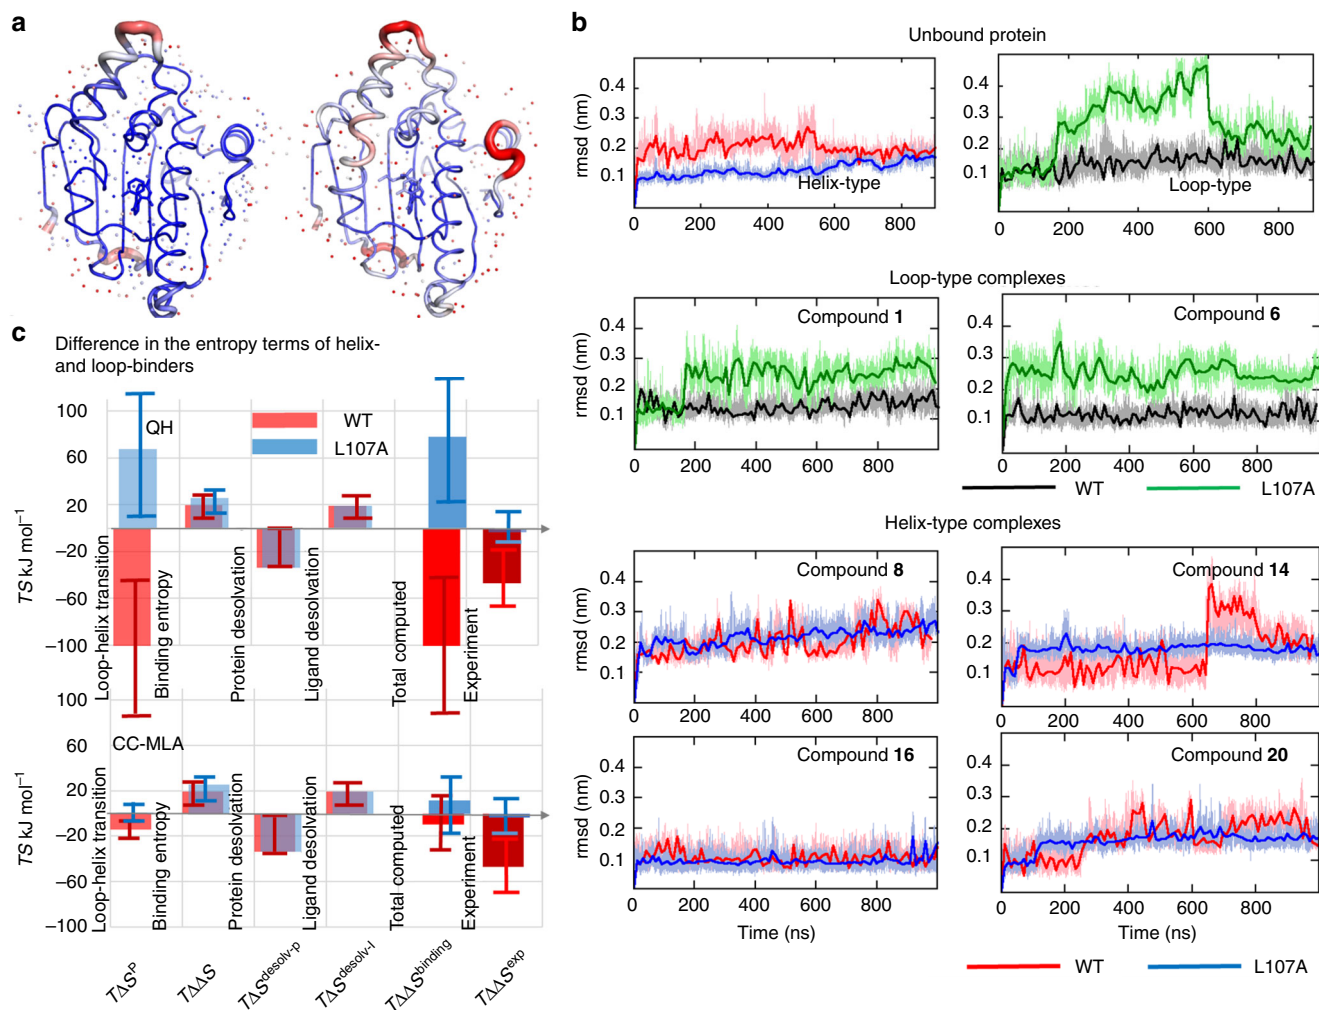 a
b
Unbound protein
rmsd (nm)
0.4
0.3
0.2
0.1
Helix-type
0
200
400
600
800
0.4
0.3
0.2
0.1
Loop-type
0
200
400
600
800
Loop-type complexes
rmsd (nm)
Compound 1
0.4
0.3
0.2
0.1
0
200
400
600
800
Compound 6
0.4
0.3
0.2
0.1
0
200
400
600
800
WT
L107A
Helix-type complexes
rmsd (nm)
Compound 8
0.4
0.3
0.2
0.1
0
200
400
600
800
Compound 14
0.4
0.3
0.2
0.1
0
200
400
600
800
rmsd (nm)
Compound 16
0.4
0.3
0.2
0.1
0
200
400
600
800
Time (ns)
Compound 20
0.4
0.3
0.2
0.1
0
200
400
600
800
Time (ns)
WT
L107A
c
Difference in the entropy terms of helix-
and loop-binders
TS kJ mol⁻¹
100
60
20
−20
−60
−100
QH
WT
L107A
Loop-helix transition
Binding entropy
Protein desolvation
Ligand desolvation
Total computed
Experiment
TS kJ mol⁻¹
100
60
20
−20
−60
−100
CC-MLA
Loop-helix transition
Binding entropy
Protein desolvation
Ligand desolvation
Total computed
Experiment
TΔSᴾ
TΔΔS
TΔS^desolv-p
TΔS^desolv-l
TΔΔS^binding
TΔΔS^exp